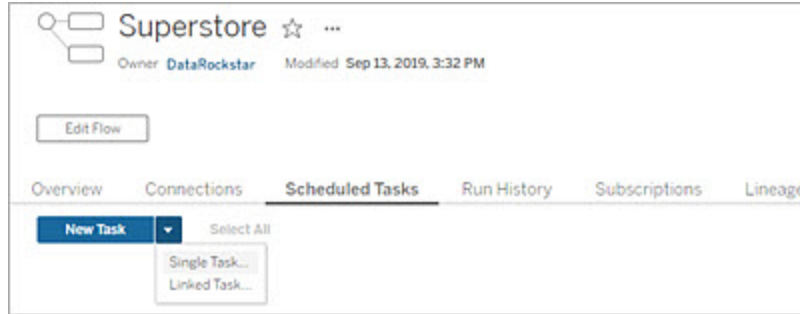 Superstore ☆ ···
Owner DataRockstar Modified Sep 13, 2019, 3:32 PM
Edit Flow
Overview Connections Scheduled Tasks Run History Subscriptions Lineage
New Task Select All
Single Task...
Linked Task...